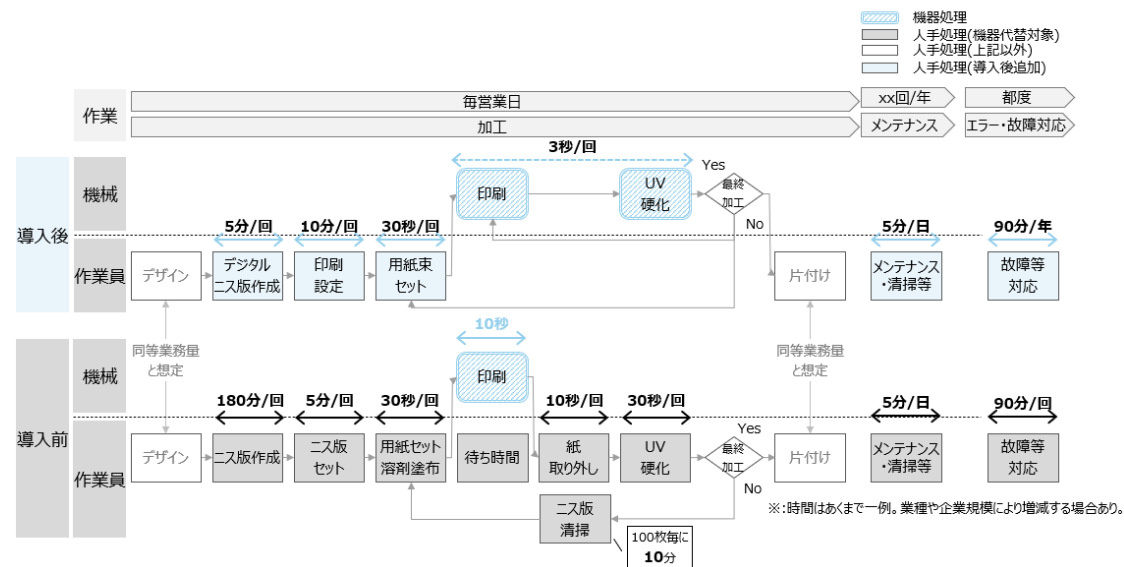 機器処理
人手処理(機器代替対象)
人手処理(上記以外)
人手処理(導入後追加)
作業
毎営業日
xx回/年
都度
加工
メンテナンス
エラー・故障対応
導入後
機械
作業員
3秒/回
印刷
UV
硬化
Yes
最終
加工
No
5分/回
10分/回
30秒/回
5分/日
90分/年
デザイン
デジタル
ニス版作成
印刷
設定
用紙束
セット
片付け
メンテナンス
・清掃等
故障等
対応
同等業務量
と想定
同等業務量
と想定
導入前
機械
作業員
10秒
印刷
180分/回
5分/回
30秒/回
10秒/回
30秒/回
5分/日
90分/回
デザイン
ニス版作成
ニス版
セット
用紙セット
溶剤塗布
待ち時間
紙
取り外し
UV
硬化
Yes
最終
加工
No
片付け
メンテナンス
・清掃等
故障等
対応
ニス版
清掃
100枚毎に
10分
※:時間はあくまで一例。業種や企業規模により増減する場合あり。